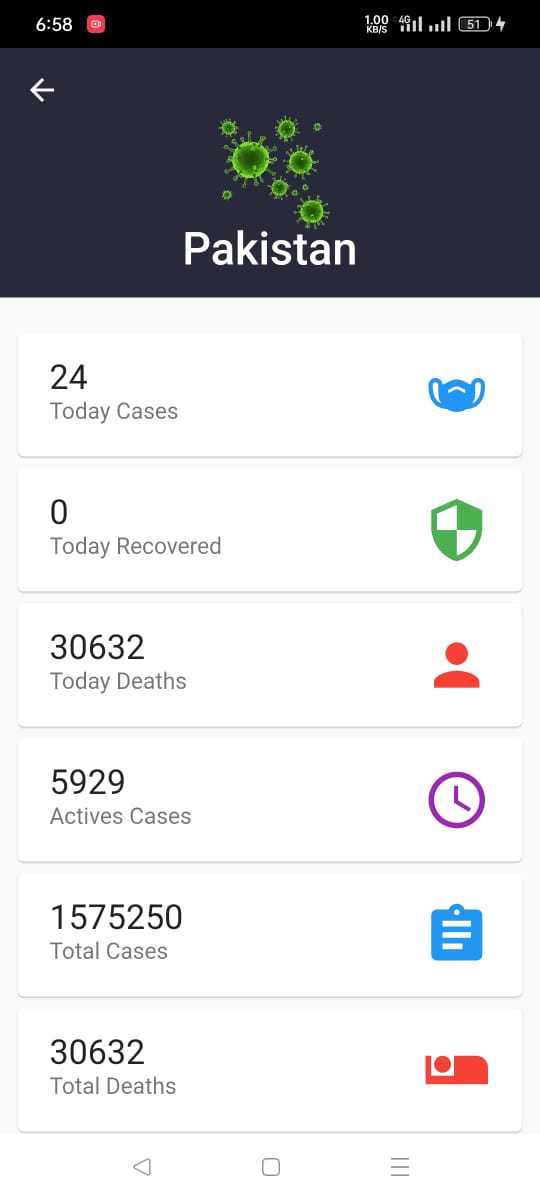 6:58
1.00 KB/S 4G 51
Pakistan
24
Today Cases
0
Today Recovered
30632
Today Deaths
5929
Actives Cases
1575250
Total Cases
30632
Total Deaths